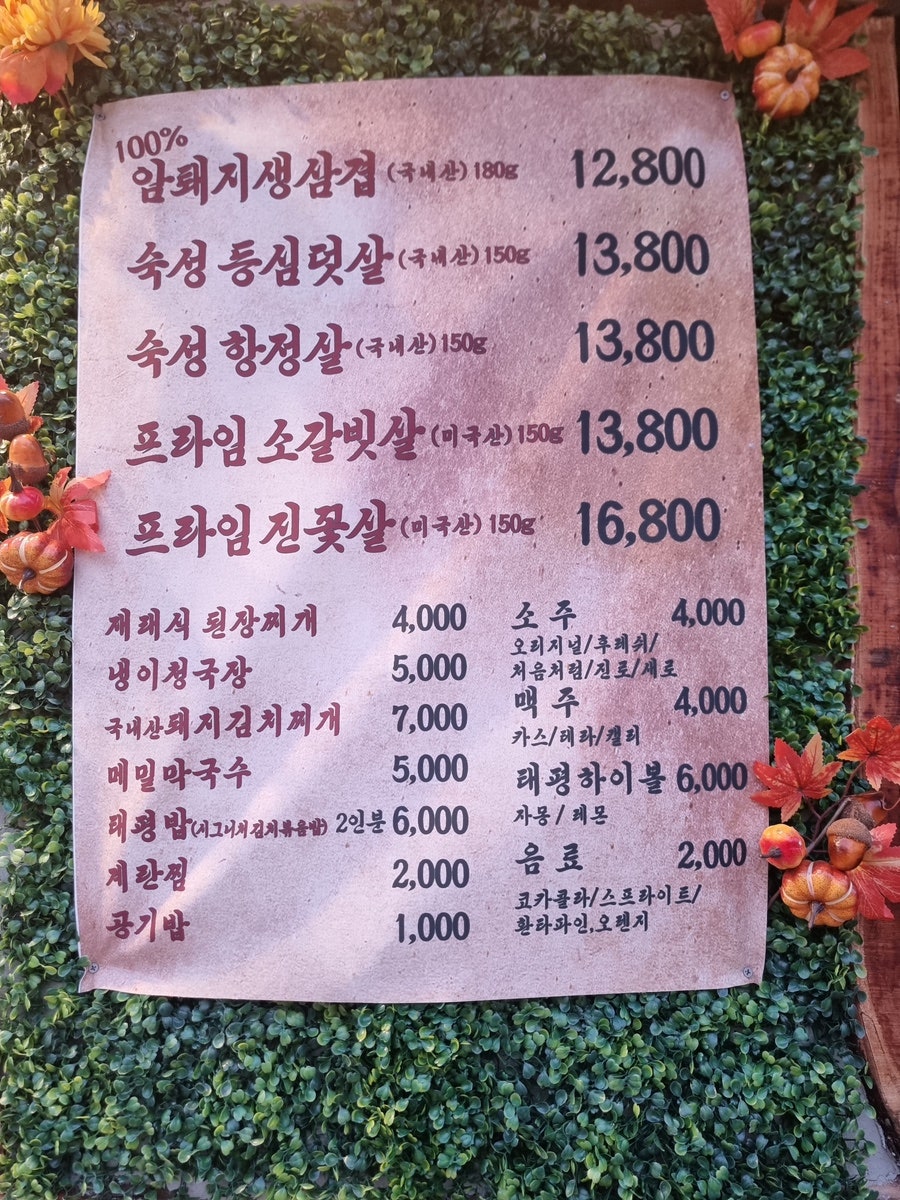 100%
암퇘지생삼겹 (국내산) 180g 12,800
숙성 등심덧살 (국내산) 150g 13,800
숙성 항정살 (국내산) 150g 13,800
프라임 소갈빗살 (미국산) 150g 13,800
프라임 진꽃살 (미국산) 150g 16,800
재래식 된장찌개 4,000
냉이청국장 5,000
국내산돼지김치찌개 7,000
메밀막국수 5,000
태평밥(시그니처김치볶음밥) 2인분 6,000
계란찜 2,000
공기밥 1,000
소주 4,000
오리지널/후레쉬/
처음처럼/진로/새로
맥주 4,000
카스/테라/켈리
태평하이볼 6,000
자몽/레몬
음료 2,000
코카콜라/스프라이트/
환타파인,오렌지